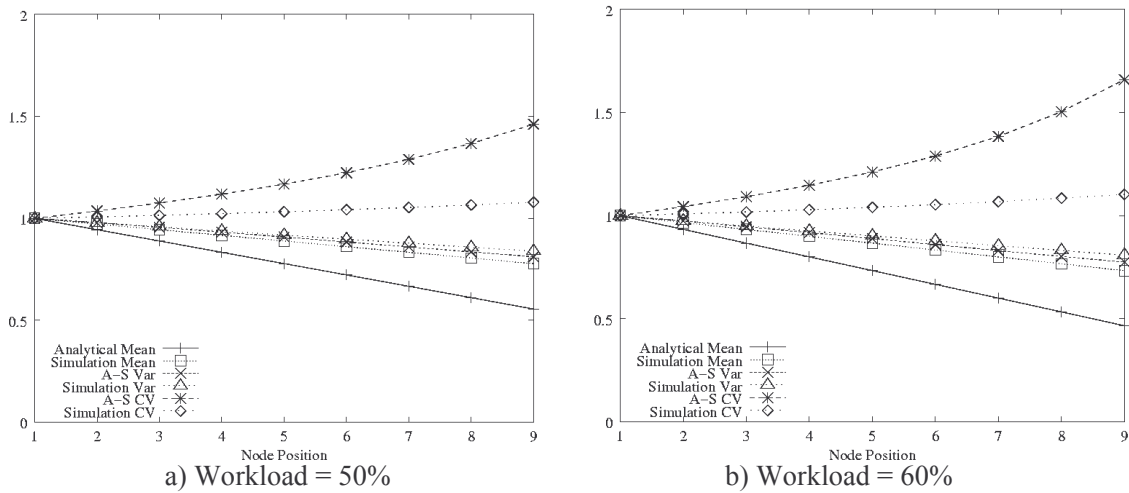 2
1.5
1
0.5
0
Analytical Mean
Simulation Mean
A-S Var
Simulation Var
A-S CV
Simulation CV
1 2 3 4 5 6 7 8 9
Node Position
a) Workload = 50%
2
1.5
1
0.5
0
Analytical Mean
Simulation Mean
A-S Var
Simulation Var
A-S CV
Simulation CV
1 2 3 4 5 6 7 8 9
Node Position
b) Workload = 60%